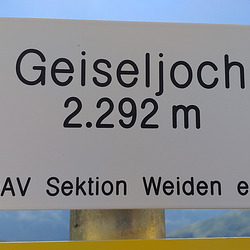 Geiseljoch
2.292 m
AV Sektion Weiden e